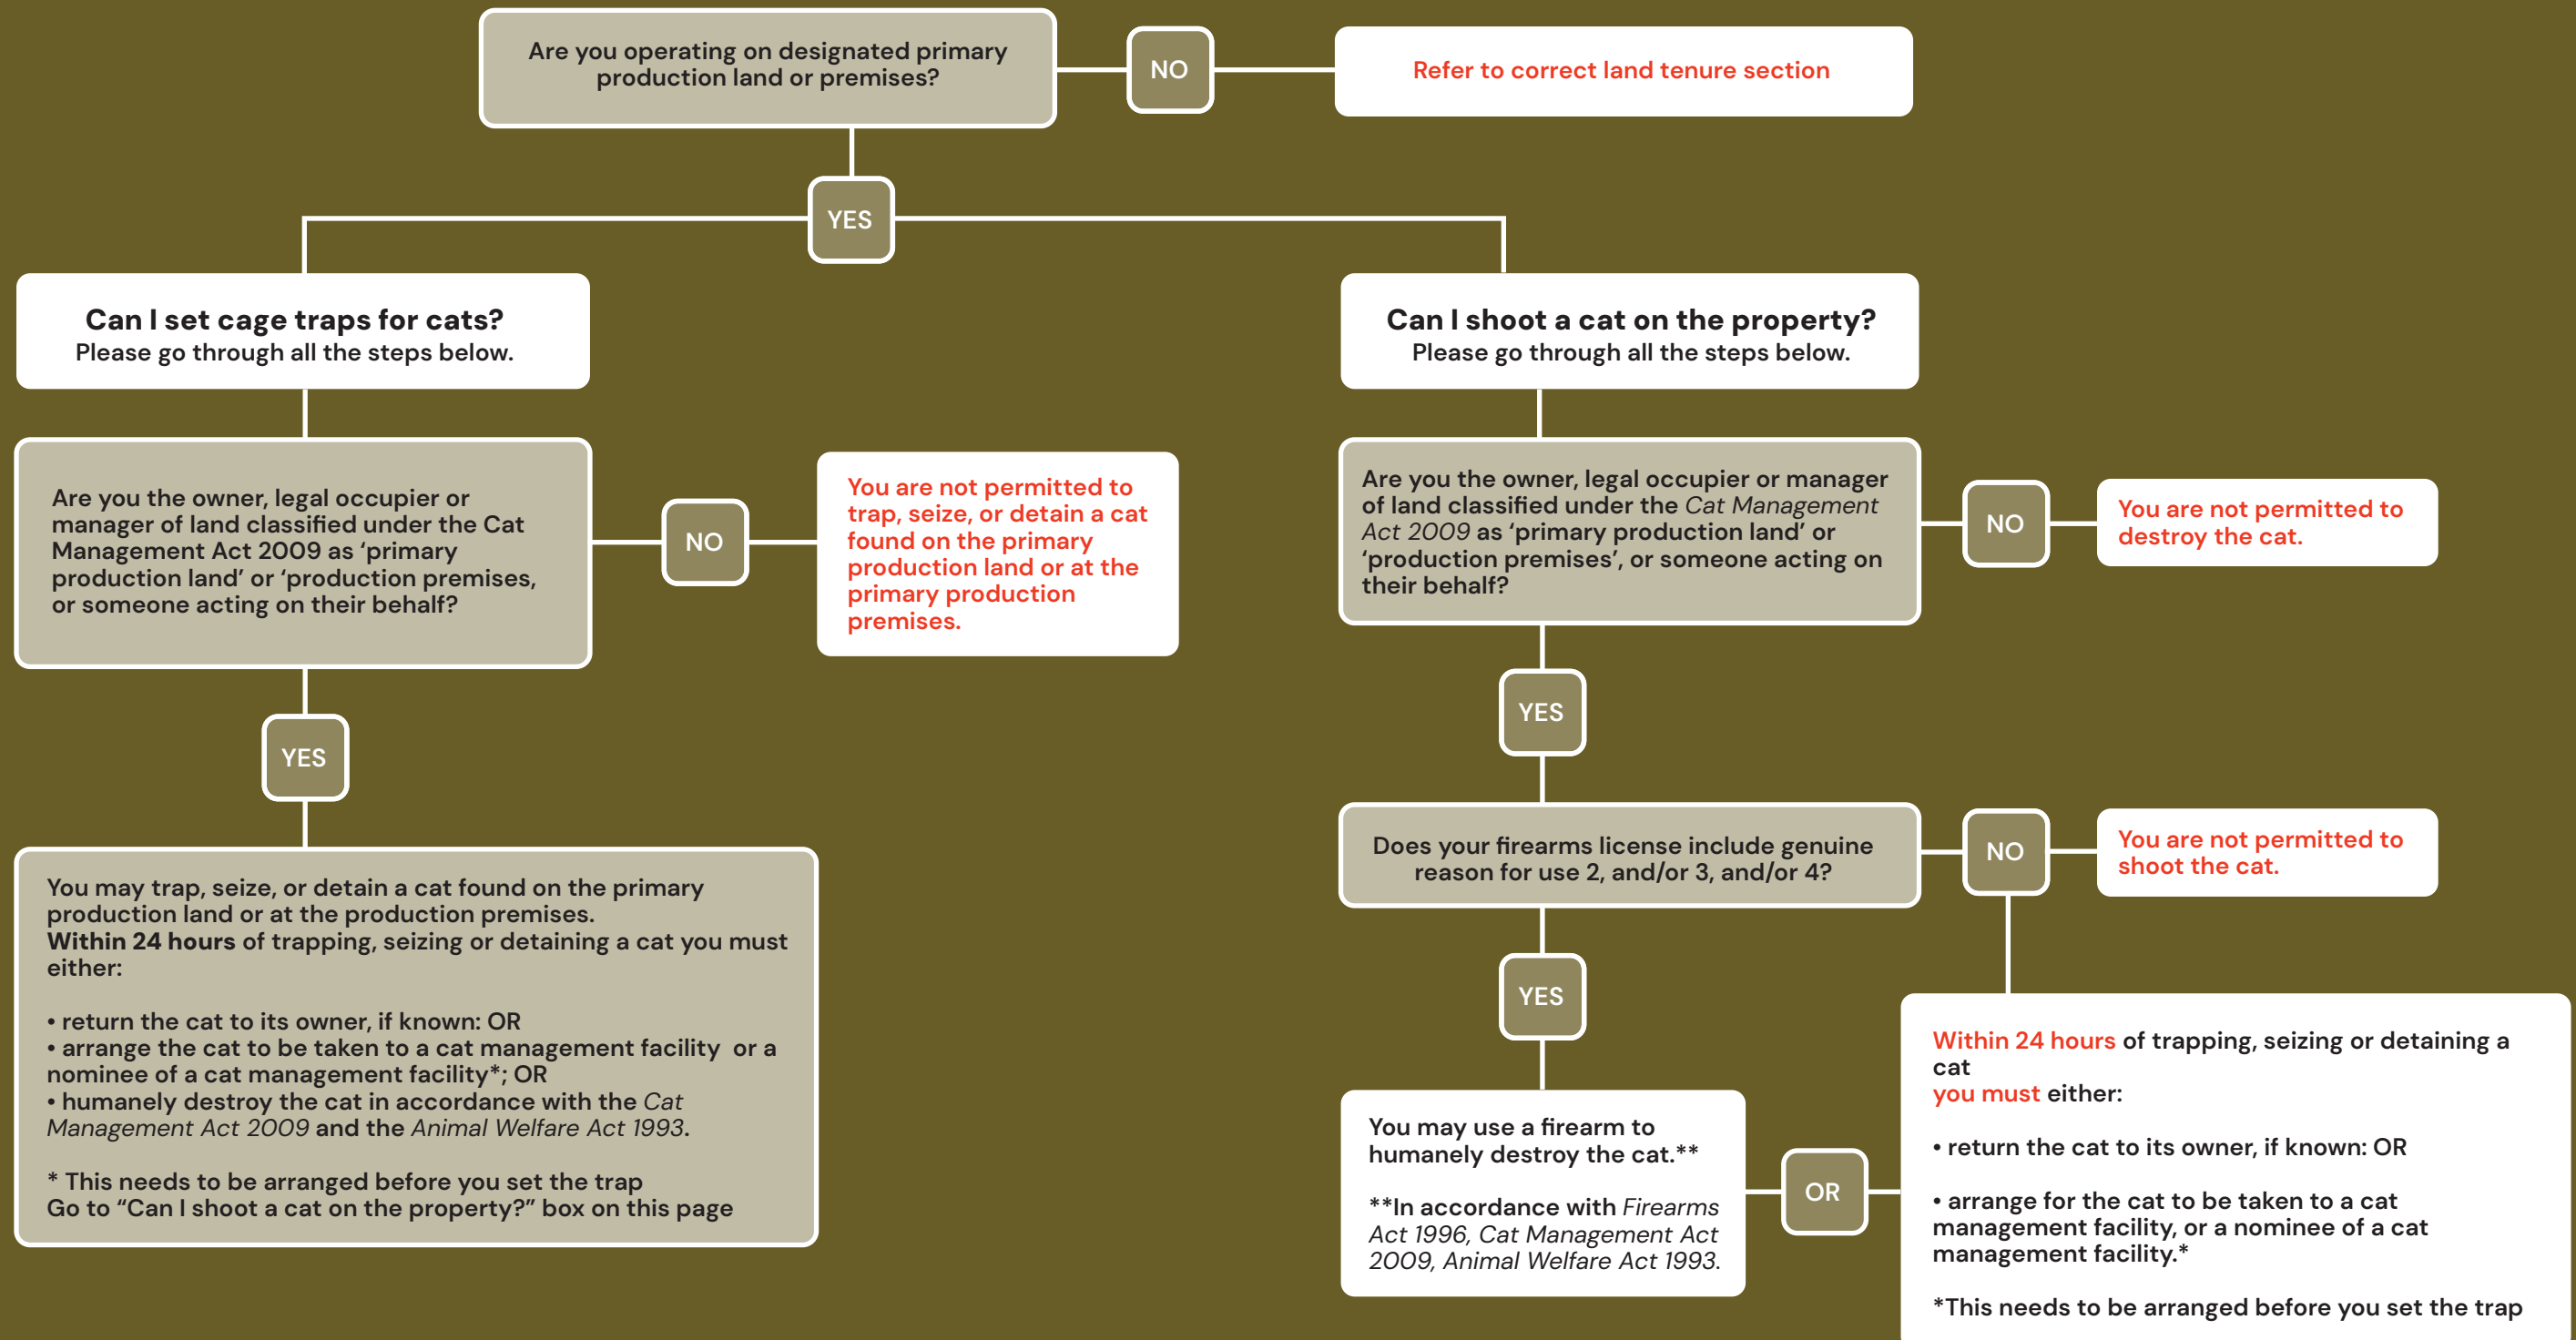 Are you operating on designated primary
production land or premises?
NO
Refer to correct land tenure section
YES
Can I set cage traps for cats?
Please go through all the steps below.
Are you the owner, legal occupier or
manager of land classified under the Cat
Management Act 2009 as ‘primary
production land’ or ‘production premises,
or someone acting on their behalf?
NO
You are not permitted to
trap, seize, or detain a cat
found on the primary
production land or at the
primary production
premises.
YES
You may trap, seize, or detain a cat found on the primary
production land or at the production premises.
Within 24 hours of trapping, seizing or detaining a cat you must
either:
• return the cat to its owner, if known: OR
• arrange the cat to be taken to a cat management facility or a
nominee of a cat management facility*; OR
• humanely destroy the cat in accordance with the Cat
Management Act 2009 and the Animal Welfare Act 1993.
* This needs to be arranged before you set the trap
Go to “Can I shoot a cat on the property?” box on this page
Can I shoot a cat on the property?
Please go through all the steps below.
Are you the owner, legal occupier or manager
of land classified under the Cat Management
Act 2009 as ‘primary production land’ or
‘production premises’, or someone acting on
their behalf?
NO
You are not permitted to
destroy the cat.
YES
Does your firearms license include genuine
reason for use 2, and/or 3, and/or 4?
NO
You are not permitted to
shoot the cat.
YES
You may use a firearm to
humanely destroy the cat.**
**In accordance with Firearms
Act 1996, Cat Management Act
2009, Animal Welfare Act 1993.
OR
Within 24 hours of trapping, seizing or detaining a
cat
you must either:
• return the cat to its owner, if known: OR
• arrange for the cat to be taken to a cat
management facility, or a nominee of a cat
management facility.*
*This needs to be arranged before you set the trap